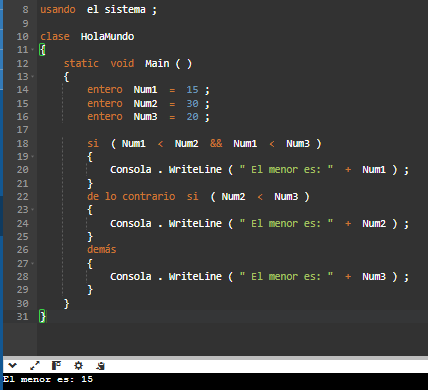 8 usando el sistema ;
9
10 clase HolaMundo
11 {
12 static void Main ( )
13 {
14 entero Num1 = 15 ;
15 entero Num2 = 30 ;
16 entero Num3 = 20 ;
17
18 si ( Num1 < Num2 && Num1 < Num3 )
19 {
20 Consola . WriteLine ( " El menor es: " + Num1 ) ;
21 }
22 de lo contrario si ( Num2 < Num3 )
23 {
24 Consola . WriteLine ( " El menor es: " + Num2 ) ;
25 }
26 demás
27 {
28 Consola . WriteLine ( " El menor es: " + Num3 ) ;
29 }
30 }
31 }
El menor es: 15